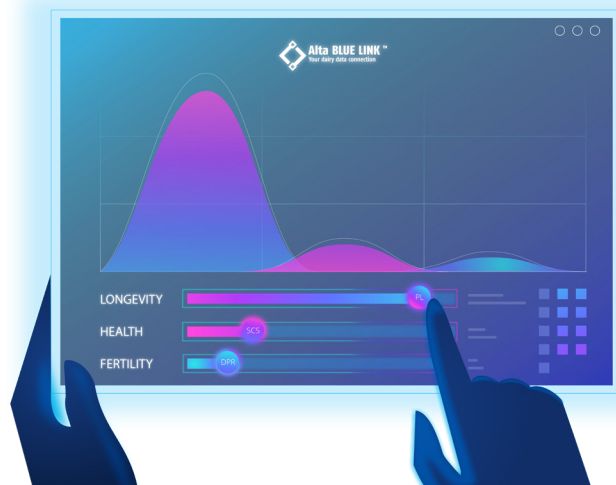 Alta BLUE LINK™
Your dairy data connection
LONGEVITY PL
HEALTH SCS
FERTILITY DPR